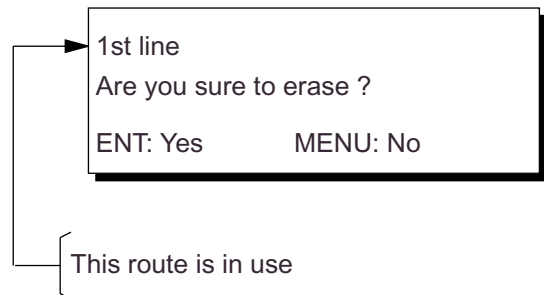 1st line
Are you sure to erase ?
ENT: Yes MENU: No
This route is in use